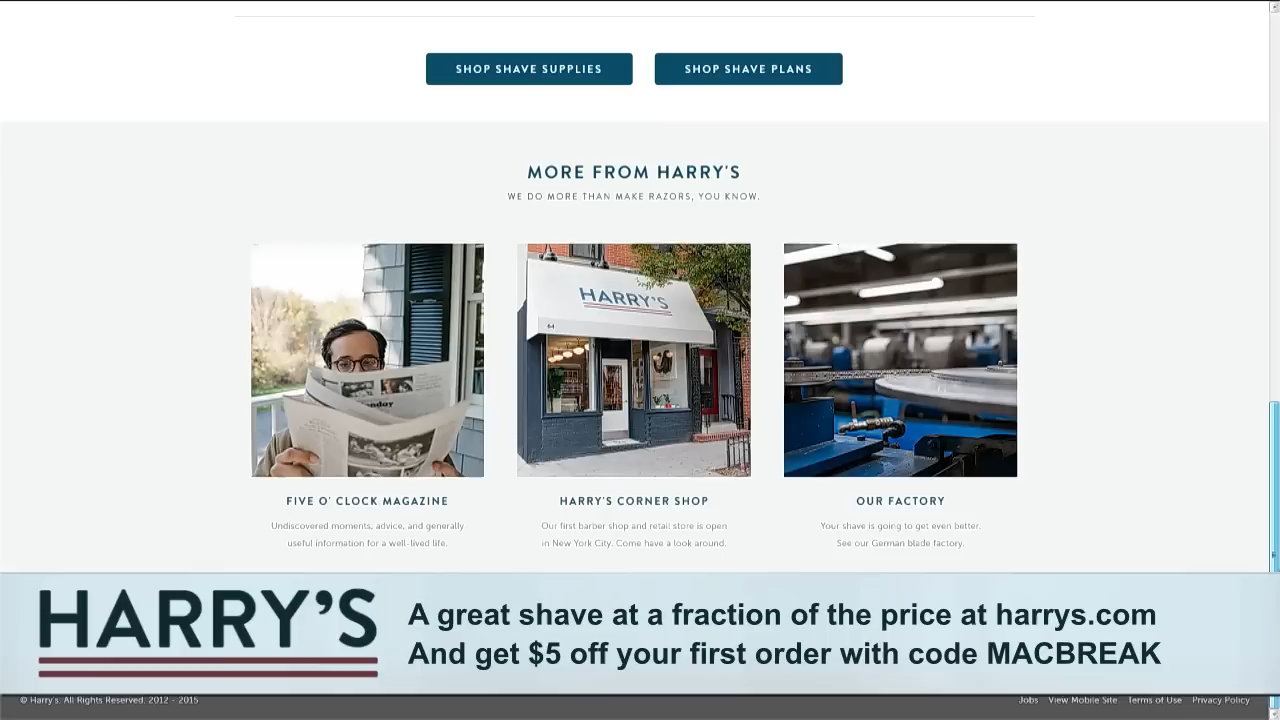 SHOP SHAVE SUPPLIES
SHOP SHAVE PLANS
MORE FROM HARRY'S
WE DO MORE THAN MAKE RAZORS, YOU KNOW.
HARRY'S
64
nday
FIVE O' CLOCK MAGAZINE
Undiscovered moments, advice, and generally
useful information for a well-lived life.
HARRY'S CORNER SHOP
Our first barber shop and retail store is open
in New York City. Come have a look around.
OUR FACTORY
Your shave is going to get even better.
See our German blade factory.
HARRY'S
A great shave at a fraction of the price at harrys.com
And get $5 off your first order with code MACBREAK
© Harry's. All Rights Reserved. 2012 - 2015
Jobs View Mobile Site Terms of Use Privacy Policy